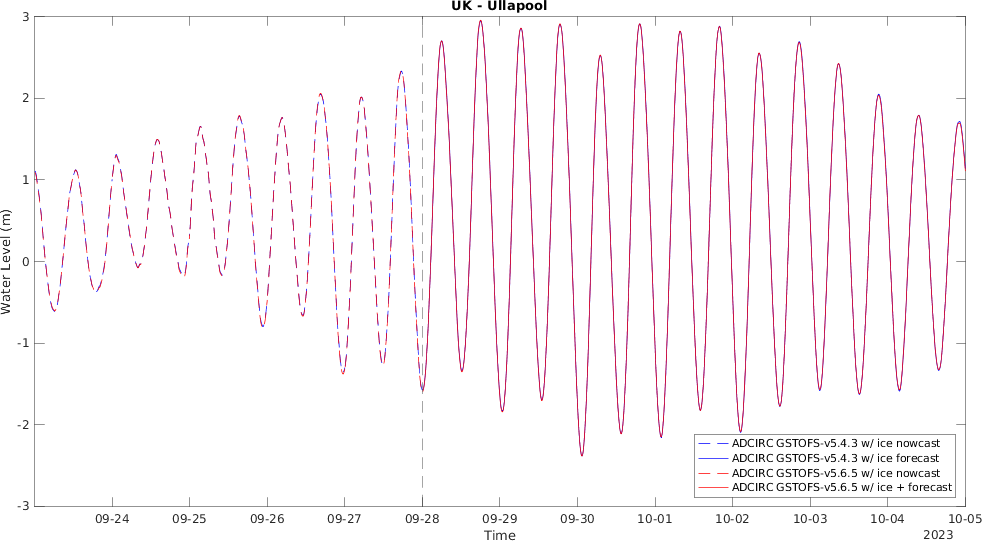 UK - Ullapool
3
2
1
0
-1
-2
-3
Water Level (m)
ADCIRC GSTOFS-v5.4.3 w/ ice nowcast
ADCIRC GSTOFS-v5.4.3 w/ ice forecast
ADCIRC GSTOFS-v5.6.5 w/ ice nowcast
ADCIRC GSTOFS-v5.6.5 w/ ice + forecast
09-24 09-25 09-26 09-27 09-28 09-29 09-30 10-01 10-02 10-03 10-04 10-05
Time
2023